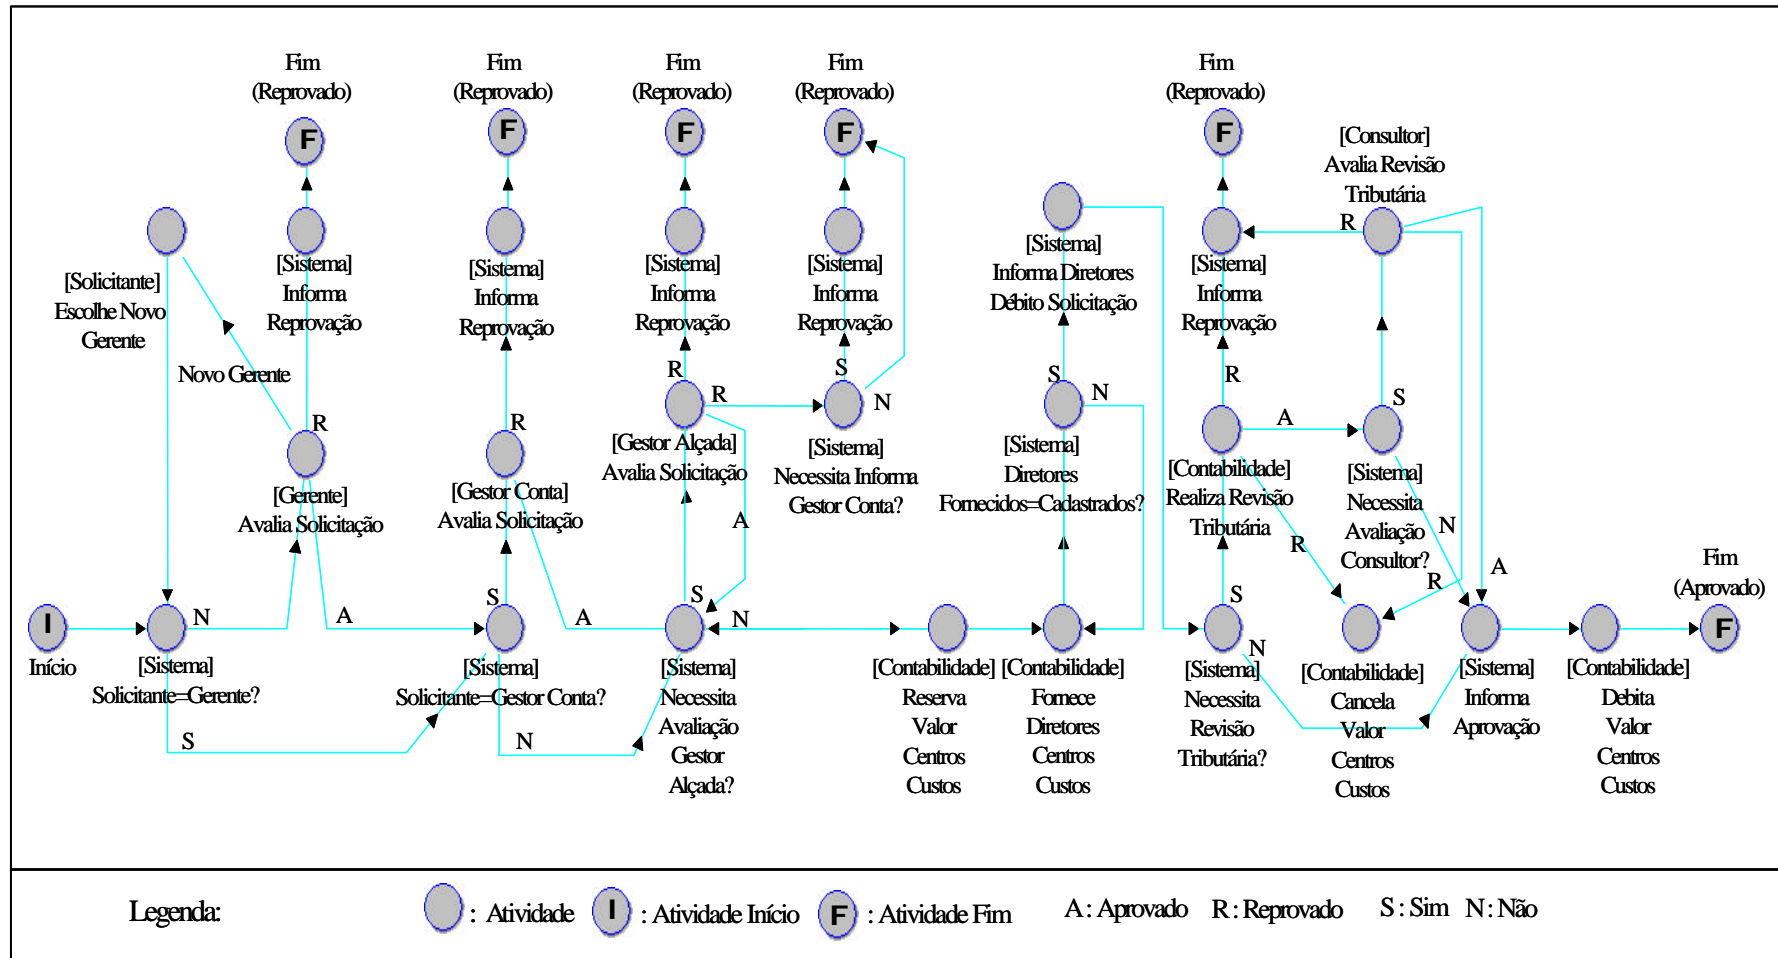 Fim
(Reprovado)
F
Fim
(Reprovado)
F
Fim
(Reprovado)
F
Fim
(Reprovado)
F
Fim
(Reprovado)
F
[Consultor]
Avalia Revisão
Tributária
R
[Solicitante]
Escolhe Novo
Gerente
Novo Gerente
[Sistema]
Informa
Reprovação
[Sistema]
Informa
Reprovação
[Sistema]
Informa
Reprovação
[Sistema]
Informa
Reprovação
[Sistema]
Informa Diretores
Débito Solicitação
[Sistema]
Informa
Reprovação
R
[Gerente]
Avalia Solicitação
R
[Gestor Conta]
Avalia Solicitação
R
R
[Gestor Alçada]
Avalia Solicitação
A
S
N
[Sistema]
Necessita Informa
Gestor Conta?
S
N
[Sistema]
Diretores
Fornecidos=Cadastrados?
R
A
[Contabilidade]
Realiza Revisão
Tributária
R
S
[Sistema]
Necessita
Avaliação
Consultor?
N
R
A
I
Início
N
[Sistema]
Solicitante=Gerente?
S
A
S
[Sistema]
Solicitante=Gestor Conta?
N
A
S
N
[Sistema]
Necessita
Avaliação
Gestor
Alçada?
[Contabilidade]
Reserva
Valor
Centros
Custos
[Contabilidade]
Fornece
Diretores
Centros
Custos
S
N
[Sistema]
Necessita
Revisão
Tributária?
[Contabilidade]
Cancela
Valor
Centros
Custos
[Sistema]
Informa
Aprovação
[Contabilidade]
Debita
Valor
Centros
Custos
Fim
(Aprovado)
F
Legenda:
: Atividade
I : Atividade Início
F : Atividade Fim
A : Aprovado
R : Reprovado
S : Sim
N : Não